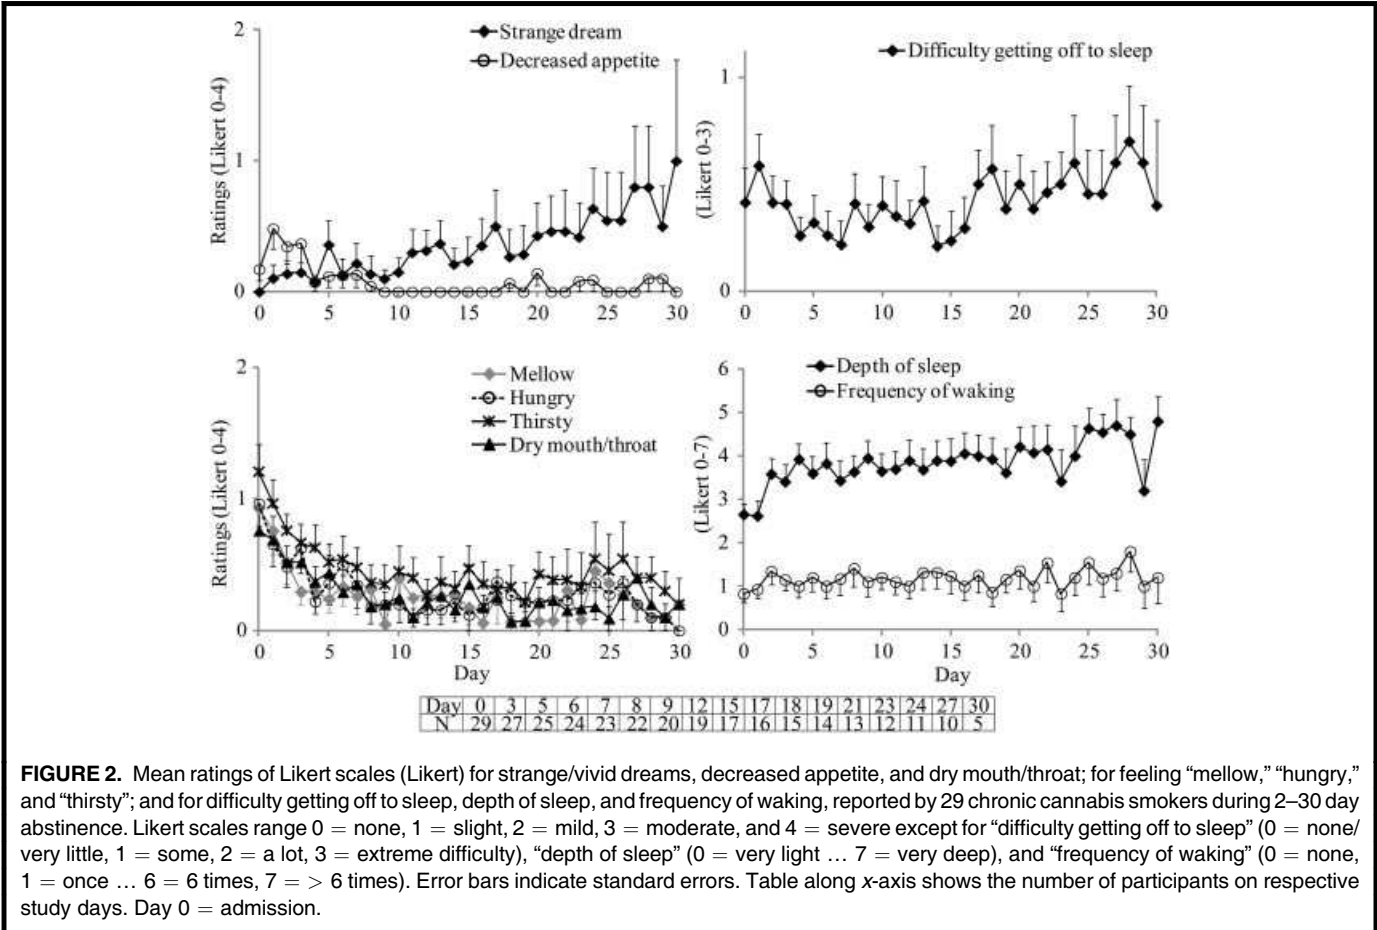 2
Strange dream
Decreased appetite
Ratings (Likert 0-4)
1
0
0 5 10 15 20 25 30
Difficulty getting off to sleep
1
(Likert 0-3)
0
0 5 10 15 20 25 30
2
Mellow
Hungry
Thirsty
Dry mouth/throat
Ratings (Likert 0-4)
1
0
0 5 10 15 20 25 30
Day
6
Depth of sleep
Frequency of waking
5
4
(Likert 0-7)
3
2
1
0
0 5 10 15 20 25 30
Day
Day 0 3 5 6 7 8 9 12 15 17 18 19 21 23 24 27 30
N 29 27 25 24 23 22 20 19 17 16 15 14 13 12 11 10 5
FIGURE 2. Mean ratings of Likert scales (Likert) for strange/vivid dreams, decreased appetite, and dry mouth/throat; for feeling “mellow,” “hungry,”
and “thirsty”; and for difficulty getting off to sleep, depth of sleep, and frequency of waking, reported by 29 chronic cannabis smokers during 2–30 day
abstinence. Likert scales range 0 = none, 1 = slight, 2 = mild, 3 = moderate, and 4 = severe except for “difficulty getting off to sleep” (0 = none/
very little, 1 = some, 2 = a lot, 3 = extreme difficulty), “depth of sleep” (0 = very light … 7 = very deep), and “frequency of waking” (0 = none,
1 = once … 6 = 6 times, 7 = > 6 times). Error bars indicate standard errors. Table along x-axis shows the number of participants on respective
study days. Day 0 = admission.